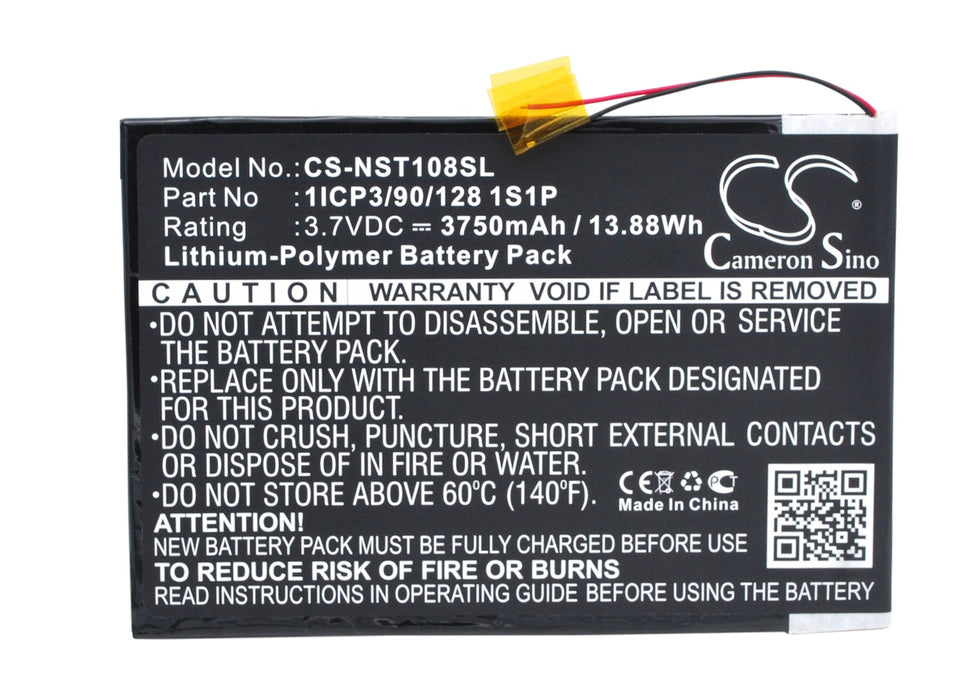 Model No.: CS-NST108SL
Part No : 1ICP3/90/128 1S1P
Rating : 3.7VDC ⎓ 3750mAh / 13.88Wh
Lithium-Polymer Battery Pack
CS
®
Cameron Sino
CAUTION WARRANTY VOID IF LABEL IS REMOVED
•DO NOT ATTEMPT TO DISASSEMBLE, OPEN OR SERVICE
THE BATTERY PACK.
•REPLACE ONLY WITH THE BATTERY PACK DESIGNATED
FOR THIS PRODUCT.
•DO NOT CRUSH, PUNCTURE, SHORT EXTERNAL CONTACTS
OR DISPOSE OF IN FIRE OR WATER.
•DO NOT STORE ABOVE 60°C (140°F).
CE PCT
Made In China
ATTENTION!
NEW BATTERY PACK MUST BE FULLY CHARGED BEFORE USE
TO REDUCE RISK OF FIRE OR BURNS
READ INSTRUCTIONS IN OPERATING GUIDE BEFORE USING THE BATTERY